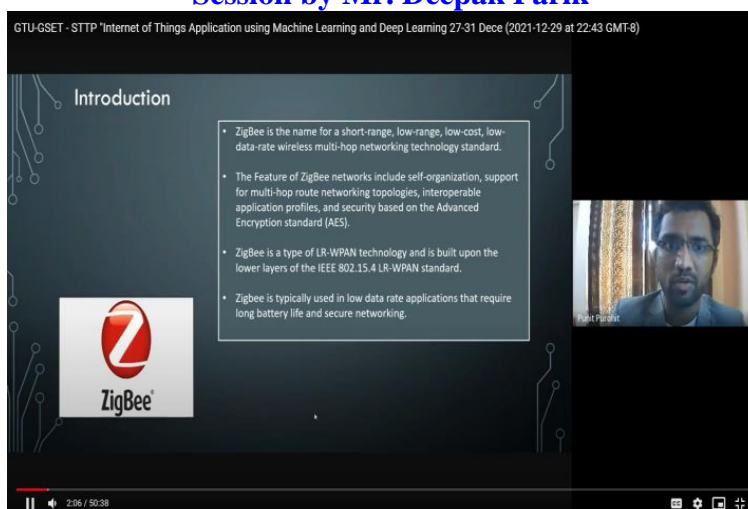 Session by Mr. Deepak Parik
GTU-GSET - STTP "Internet of Things Application using Machine Learning and Deep Learning 27-31 Dece (2021-12-29 at 22:43 GMT-8)
Introduction
• ZigBee is the name for a short-range, low-range, low-cost, low-
data-rate wireless multi-hop networking technology standard.
• The Feature of ZigBee networks include self-organization, support
for multi-hop route networking topologies, interoperable
application profiles, and security based on the Advanced
Encryption standard (AES).
• ZigBee is a type of LR-WPAN technology and is built upon the
lower layers of the IEEE 802.15.4 LR-WPAN standard.
• Zigbee is typically used in low data rate applications that require
long battery life and secure networking.
ZigBee®
Punit Purohit
2:06 / 50:38
CC